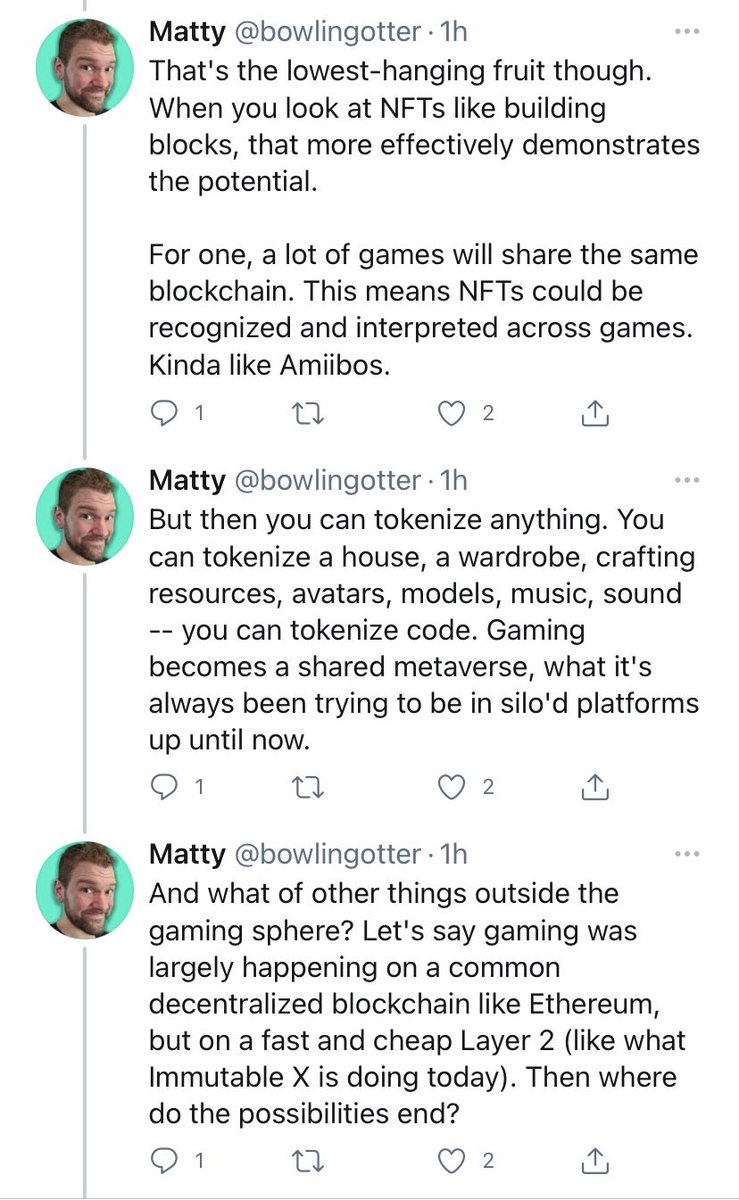 Matty @bowlingotter · 1h
That's the lowest-hanging fruit though.
When you look at NFTs like building
blocks, that more effectively demonstrates
the potential.
For one, a lot of games will share the same
blockchain. This means NFTs could be
recognized and interpreted across games.
Kinda like Amiibos.
1 2
Matty @bowlingotter · 1h
But then you can tokenize anything. You
can tokenize a house, a wardrobe, crafting
resources, avatars, models, music, sound
-- you can tokenize code. Gaming
becomes a shared metaverse, what it's
always been trying to be in silo'd platforms
up until now.
1 2
Matty @bowlingotter · 1h
And what of other things outside the
gaming sphere? Let's say gaming was
largely happening on a common
decentralized blockchain like Ethereum,
but on a fast and cheap Layer 2 (like what
Immutable X is doing today). Then where
do the possibilities end?
1 2